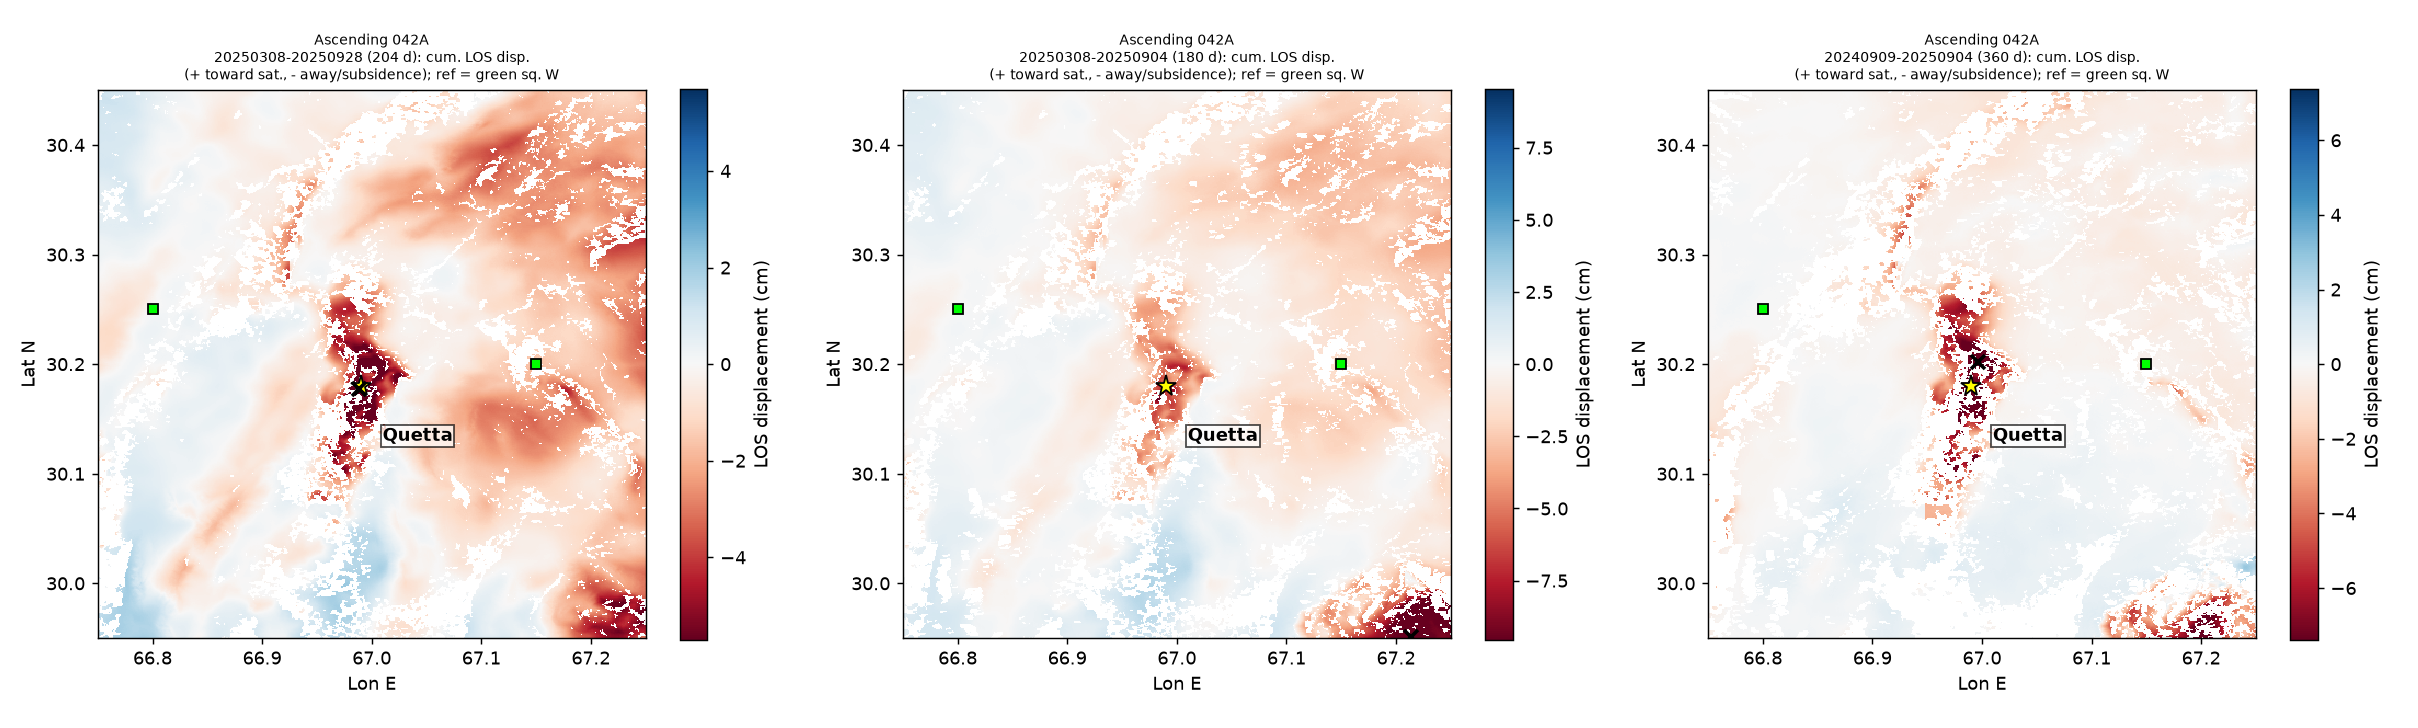 Ascending 042A
20250308-20250928 (204 d): cum. LOS disp.
(+ toward sat., - away/subsidence); ref = green sq. W
30.4
30.3
30.2
30.1
30.0
Lat N
Quetta
66.8 66.9 67.0 67.1 67.2
Lon E
4
2
0
−2
−4
LOS displacement (cm)
Ascending 042A
20250308-20250904 (180 d): cum. LOS disp.
(+ toward sat., - away/subsidence); ref = green sq. W
30.4
30.3
30.2
30.1
30.0
Lat N
Quetta
66.8 66.9 67.0 67.1 67.2
Lon E
7.5
5.0
2.5
0.0
−2.5
−5.0
−7.5
LOS displacement (cm)
Ascending 042A
20240909-20250904 (360 d): cum. LOS disp.
(+ toward sat., - away/subsidence); ref = green sq. W
30.4
30.3
30.2
30.1
30.0
Lat N
Quetta
66.8 66.9 67.0 67.1 67.2
Lon E
6
4
2
0
−2
−4
−6
LOS displacement (cm)